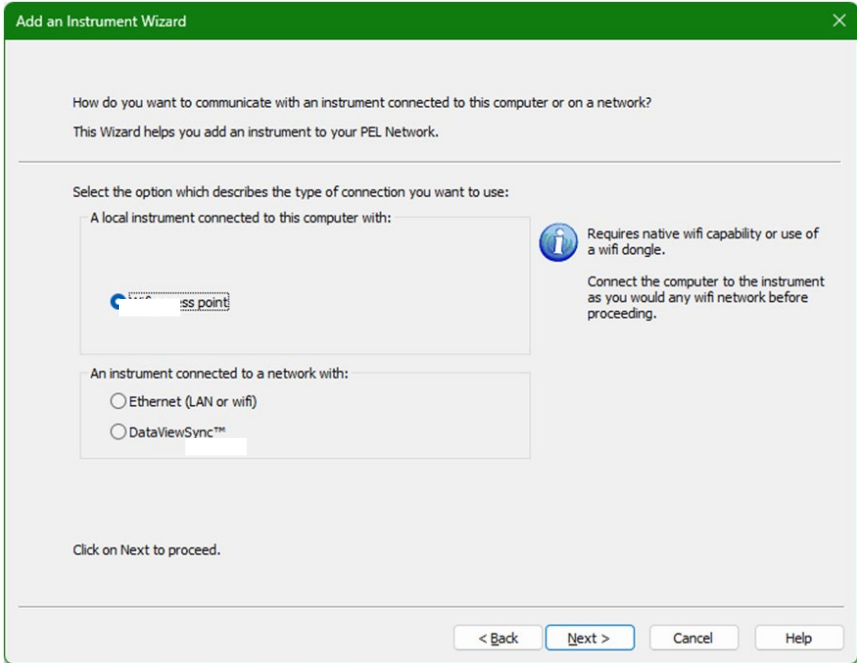 Add an Instrument Wizard
How do you want to communicate with an instrument connected to this computer or on a network?
This Wizard helps you add an instrument to your PEL Network.
Select the option which describes the type of connection you want to use:
A local instrument connected to this computer with:
Requires native wifi capability or use of
a wifi dongle.
Connect the computer to the instrument
as you would any wifi network before
proceeding.
point
An instrument connected to a network with:
Ethernet (LAN or wifi)
DataViewSync™
Click on Next to proceed.
< Back
Next >
Cancel
Help